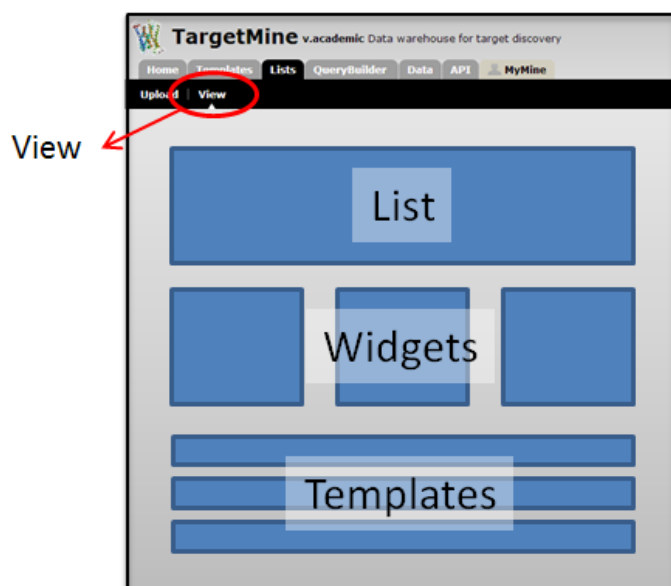 TargetMine v.academic Data warehouse for target discovery
Home Templates Lists QueryBuilder Data API MyMine
Upload | View
View
List
Widgets
Templates